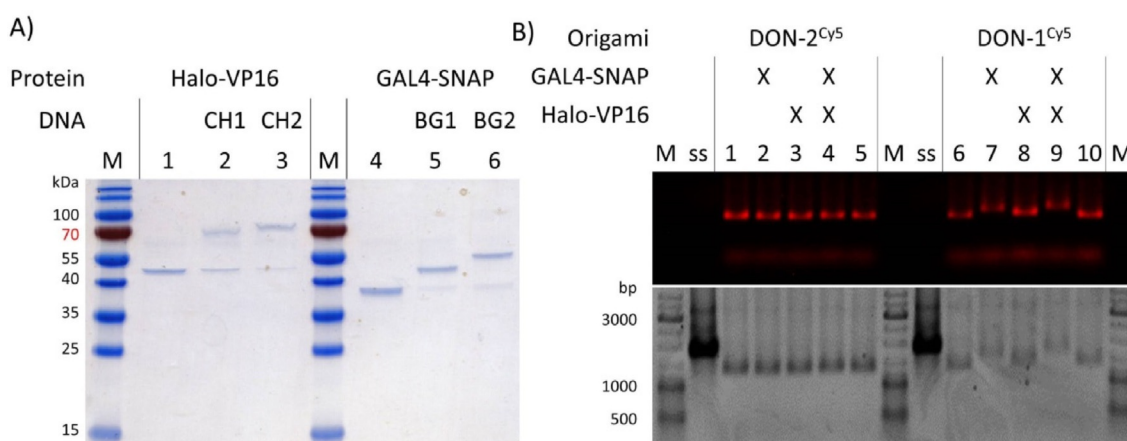 A)
Protein Halo-VP16 GAL4-SNAP
DNA CH1 CH2 BG1 BG2
M 1 2 3 M 4 5 6
kDa
100
70
55
40
35
25
15
B)
Origami DON-2Cy5 DON-1Cy5
GAL4-SNAP X X X X
Halo-VP16 X X X X
M ss 1 2 3 4 5 M ss 6 7 8 9 10 M
bp
3000
1000
500